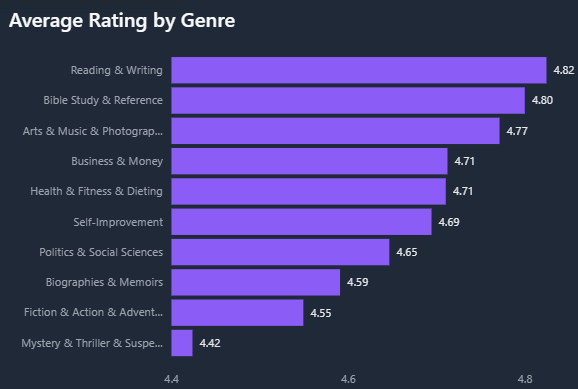 Average Rating by Genre
Reading & Writing 4.82
Bible Study & Reference 4.80
Arts & Music & Photograp... 4.77
Business & Money 4.71
Health & Fitness & Dieting 4.71
Self-Improvement 4.69
Politics & Social Sciences 4.65
Biographies & Memoirs 4.59
Fiction & Action & Advent... 4.55
Mystery & Thriller & Suspe... 4.42
4.4 4.6 4.8